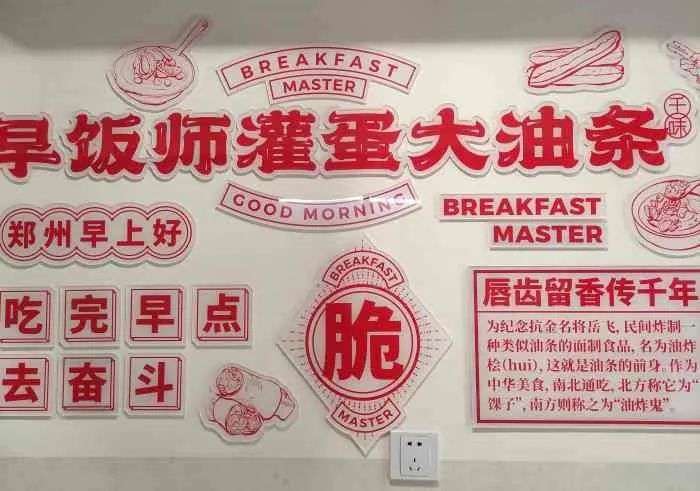 BREAKFAST
MASTER
早饭师灌蛋大油条
千味
GOOD MORNING
郑州早上好
BREAKFAST
MASTER
吃完早点
去奋斗
BREAKFAST
脆
MASTER
唇齿留香传千年
为纪念抗金名将岳飞,民间炸制一
种类似油条的面制食品,名为油炸
桧(hui),这就是油条的前身。作为
中华美食,南北通吃,北方称它为“
馃子”,南方则称之为“油炸鬼”。